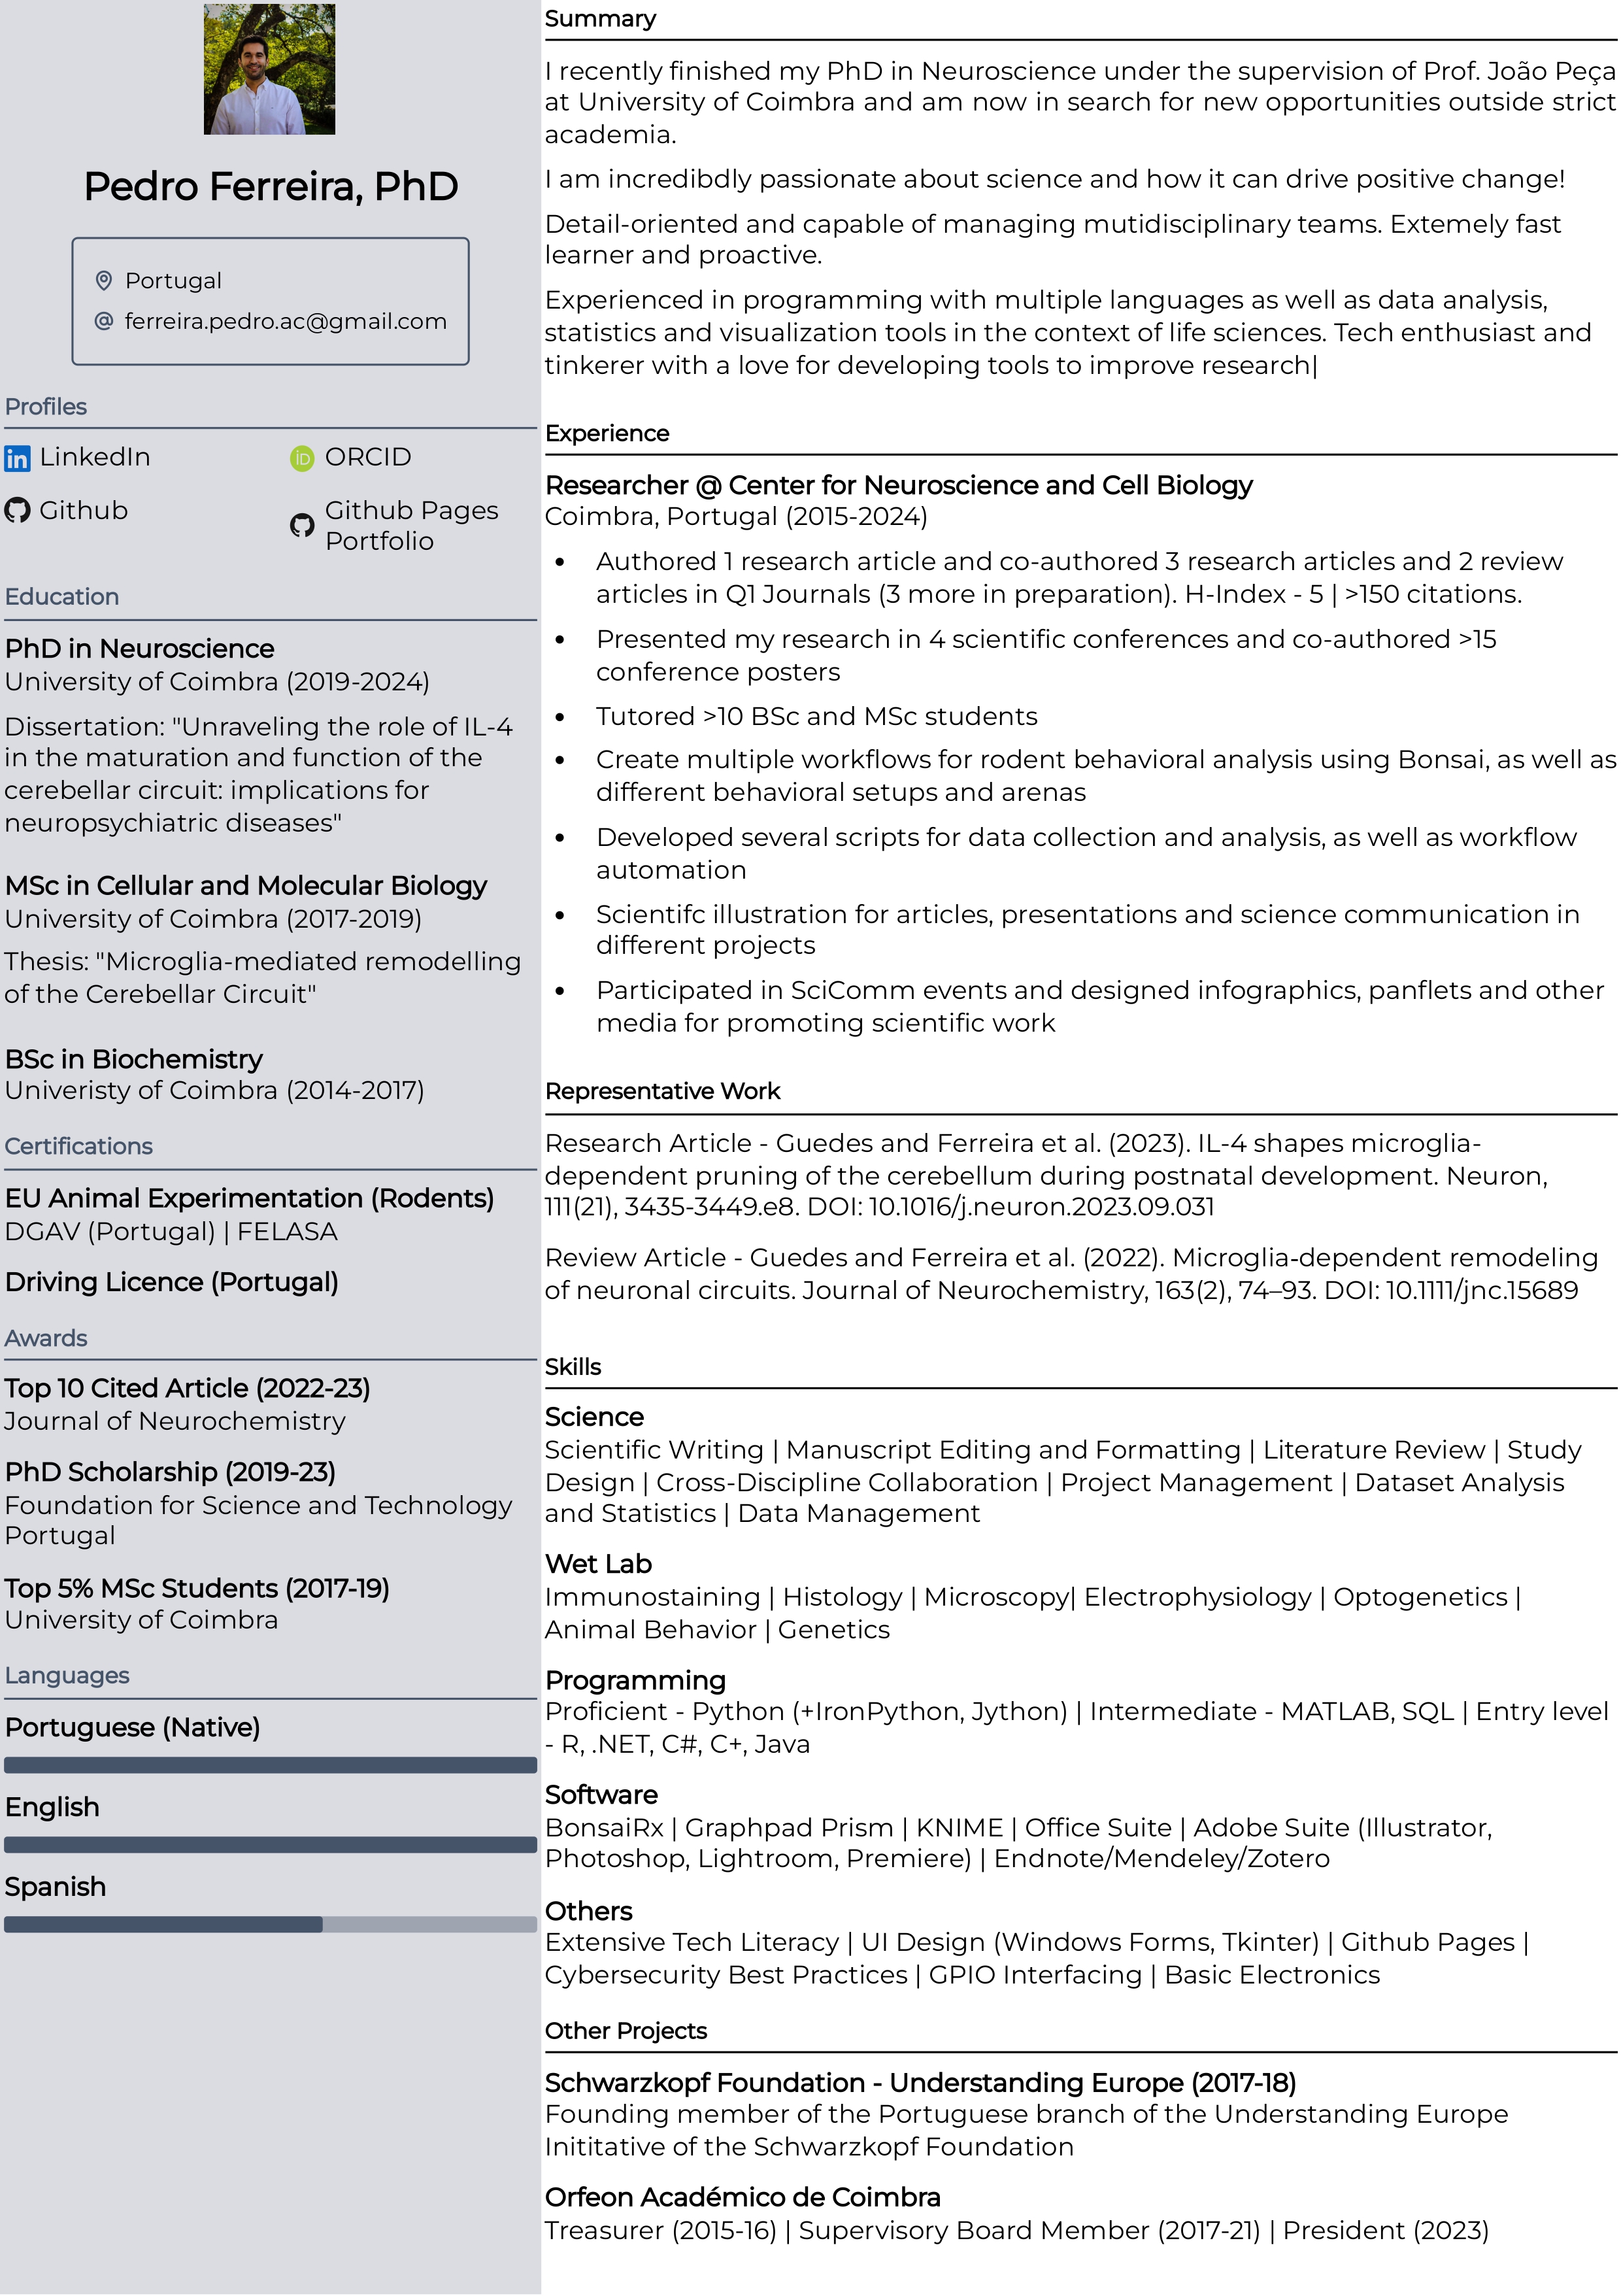 Pedro Ferreira, PhD
Portugal
ferreira.pedro.ac@gmail.com
Profiles
LinkedIn
ORCID
Github
Github Pages
Portfolio
Education
PhD in Neuroscience
University of Coimbra (2019-2024)
Dissertation: "Unraveling the role of IL-4
in the maturation and function of the
cerebellar circuit: implications for
neuropsychiatric diseases"
MSc in Cellular and Molecular Biology
University of Coimbra (2017-2019)
Thesis: "Microglia-mediated remodelling
of the Cerebellar Circuit"
BSc in Biochemistry
Univeristy of Coimbra (2014-2017)
Certifications
EU Animal Experimentation (Rodents)
DGAV (Portugal) | FELASA
Driving Licence (Portugal)
Awards
Top 10 Cited Article (2022-23)
Journal of Neurochemistry
PhD Scholarship (2019-23)
Foundation for Science and Technology
Portugal
Top 5% MSc Students (2017-19)
University of Coimbra
Languages
Portuguese (Native)
English
Spanish
Summary
I recently finished my PhD in Neuroscience under the supervision of Prof. João Peça
at University of Coimbra and am now in search for new opportunities outside strict
academia.
I am incredibdly passionate about science and how it can drive positive change!
Detail-oriented and capable of managing mutidisciplinary teams. Extemely fast
learner and proactive.
Experienced in programming with multiple languages as well as data analysis,
statistics and visualization tools in the context of life sciences. Tech enthusiast and
tinkerer with a love for developing tools to improve research|
Experience
Researcher @ Center for Neuroscience and Cell Biology
Coimbra, Portugal (2015-2024)
• Authored 1 research article and co-authored 3 research articles and 2 review
articles in Q1 Journals (3 more in preparation). H-Index - 5 | >150 citations.
• Presented my research in 4 scientific conferences and co-authored >15
conference posters
• Tutored >10 BSc and MSc students
• Create multiple workflows for rodent behavioral analysis using Bonsai, as well as
different behavioral setups and arenas
• Developed several scripts for data collection and analysis, as well as workflow
automation
• Scientifc illustration for articles, presentations and science communication in
different projects
• Participated in SciComm events and designed infographics, panflets and other
media for promoting scientific work
Representative Work
Research Article - Guedes and Ferreira et al. (2023). IL-4 shapes microglia-
dependent pruning of the cerebellum during postnatal development. Neuron,
111(21), 3435-3449.e8. DOI: 10.1016/j.neuron.2023.09.031
Review Article - Guedes and Ferreira et al. (2022). Microglia-dependent remodeling
of neuronal circuits. Journal of Neurochemistry, 163(2), 74–93. DOI: 10.1111/jnc.15689
Skills
Science
Scientific Writing | Manuscript Editing and Formatting | Literature Review | Study
Design | Cross-Discipline Collaboration | Project Management | Dataset Analysis
and Statistics | Data Management
Wet Lab
Immunostaining | Histology | Microscopy| Electrophysiology | Optogenetics |
Animal Behavior | Genetics
Programming
Proficient - Python (+IronPython, Jython) | Intermediate - MATLAB, SQL | Entry level
- R, .NET, C#, C+, Java
Software
BonsaiRx | Graphpad Prism | KNIME | Office Suite | Adobe Suite (Illustrator,
Photoshop, Lightroom, Premiere) | Endnote/Mendeley/Zotero
Others
Extensive Tech Literacy | UI Design (Windows Forms, Tkinter) | Github Pages |
Cybersecurity Best Practices | GPIO Interfacing | Basic Electronics
Other Projects
Schwarzkopf Foundation - Understanding Europe (2017-18)
Founding member of the Portuguese branch of the Understanding Europe
Inititative of the Schwarzkopf Foundation
Orfeon Académico de Coimbra
Treasurer (2015-16) | Supervisory Board Member (2017-21) | President (2023)